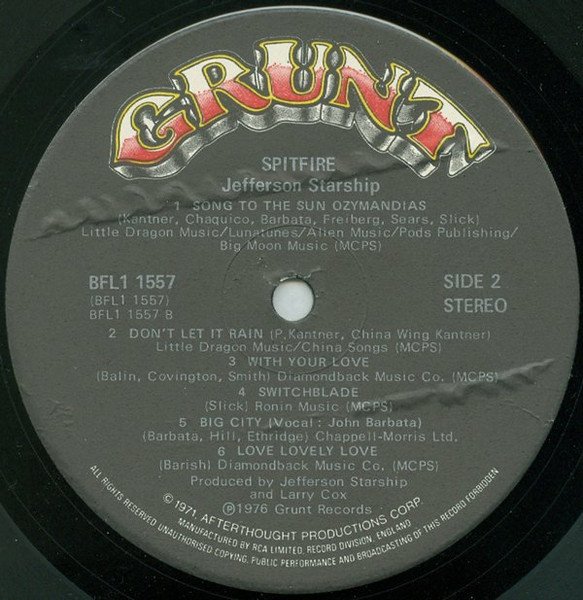 GRUNT
SPITFIRE
Jefferson Starship
1 SONG TO THE SUN OZYMANDIAS
(Kantner, Chaquico, Barbata, Freiberg, Sears, Slick)
Little Dragon Music/Lunatunes/Alien Music/Pods Publishing/
Big Moon Music (MCPS)
BFL1 1557
(BFL1 1557)
BFL1 1557 B
SIDE 2
STEREO
2 DON'T LET IT RAIN (P.Kantner, China Wing Kantner)
Little Dragon Music/China Songs (MCPS)
3 WITH YOUR LOVE
(Balin, Covington, Smith) Diamondback Music Co. (MCPS)
4 SWITCHBLADE
(Slick) Ronin Music (MCPS)
5 BIG CITY (Vocal : John Barbata)
(Barbata, Hill, Ethridge) Chappell-Morris Ltd.
6 LOVE LOVELY LOVE
(Barish) Diamondback Music Co. (MCPS)
Produced by Jefferson Starship
and Larry Cox
Ⓟ1976 Grunt Records
© 1971 AFTERTHOUGHT PRODUCTIONS CORP.
MANUFACTURED BY RCA LIMITED, RECORD DIVISION, ENGLAND
ALL RIGHTS RESERVED UNAUTHORISED COPYING, PUBLIC PERFORMANCE AND BROADCASTING OF THIS RECORD FORBIDDEN